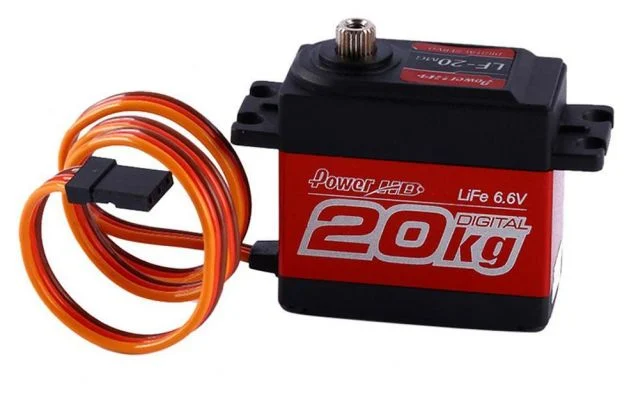 DIGITAL SERVO
LF-20MG
Power HD
Power HD
LiFe 6.6V
DIGITAL
20kg